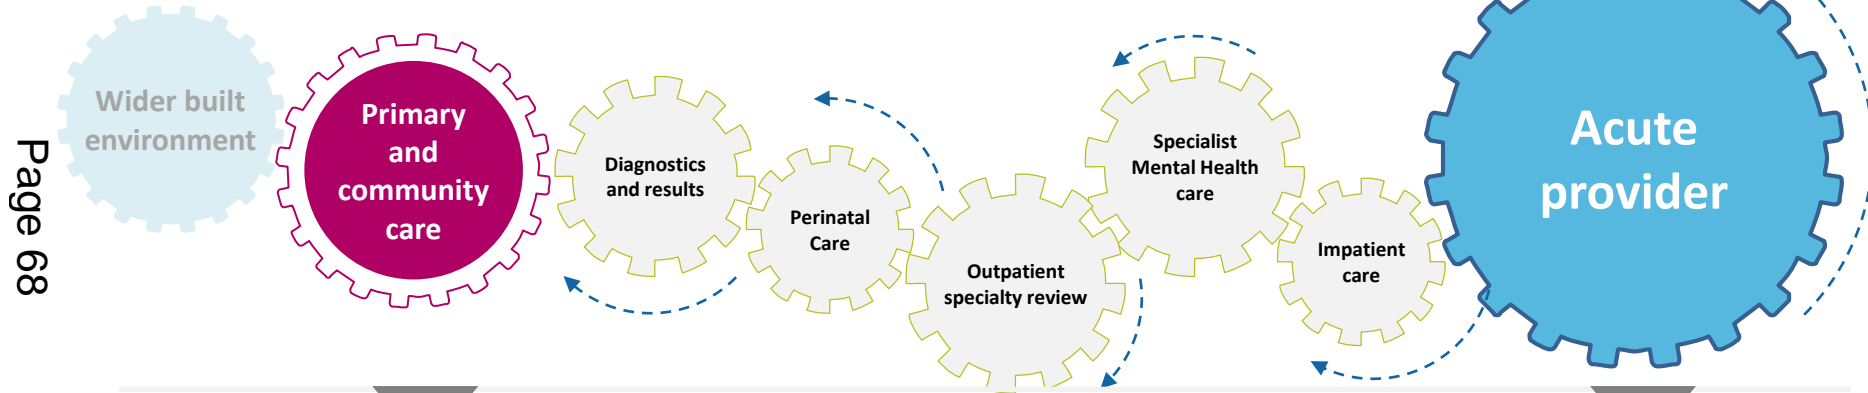 Page 68
Wider built
environment
Primary
and
community
care
Diagnostics
and results
Perinatal
Care
Outpatient
specialty review
Specialist
Mental Health
care
Impatient
care
Acute
provider